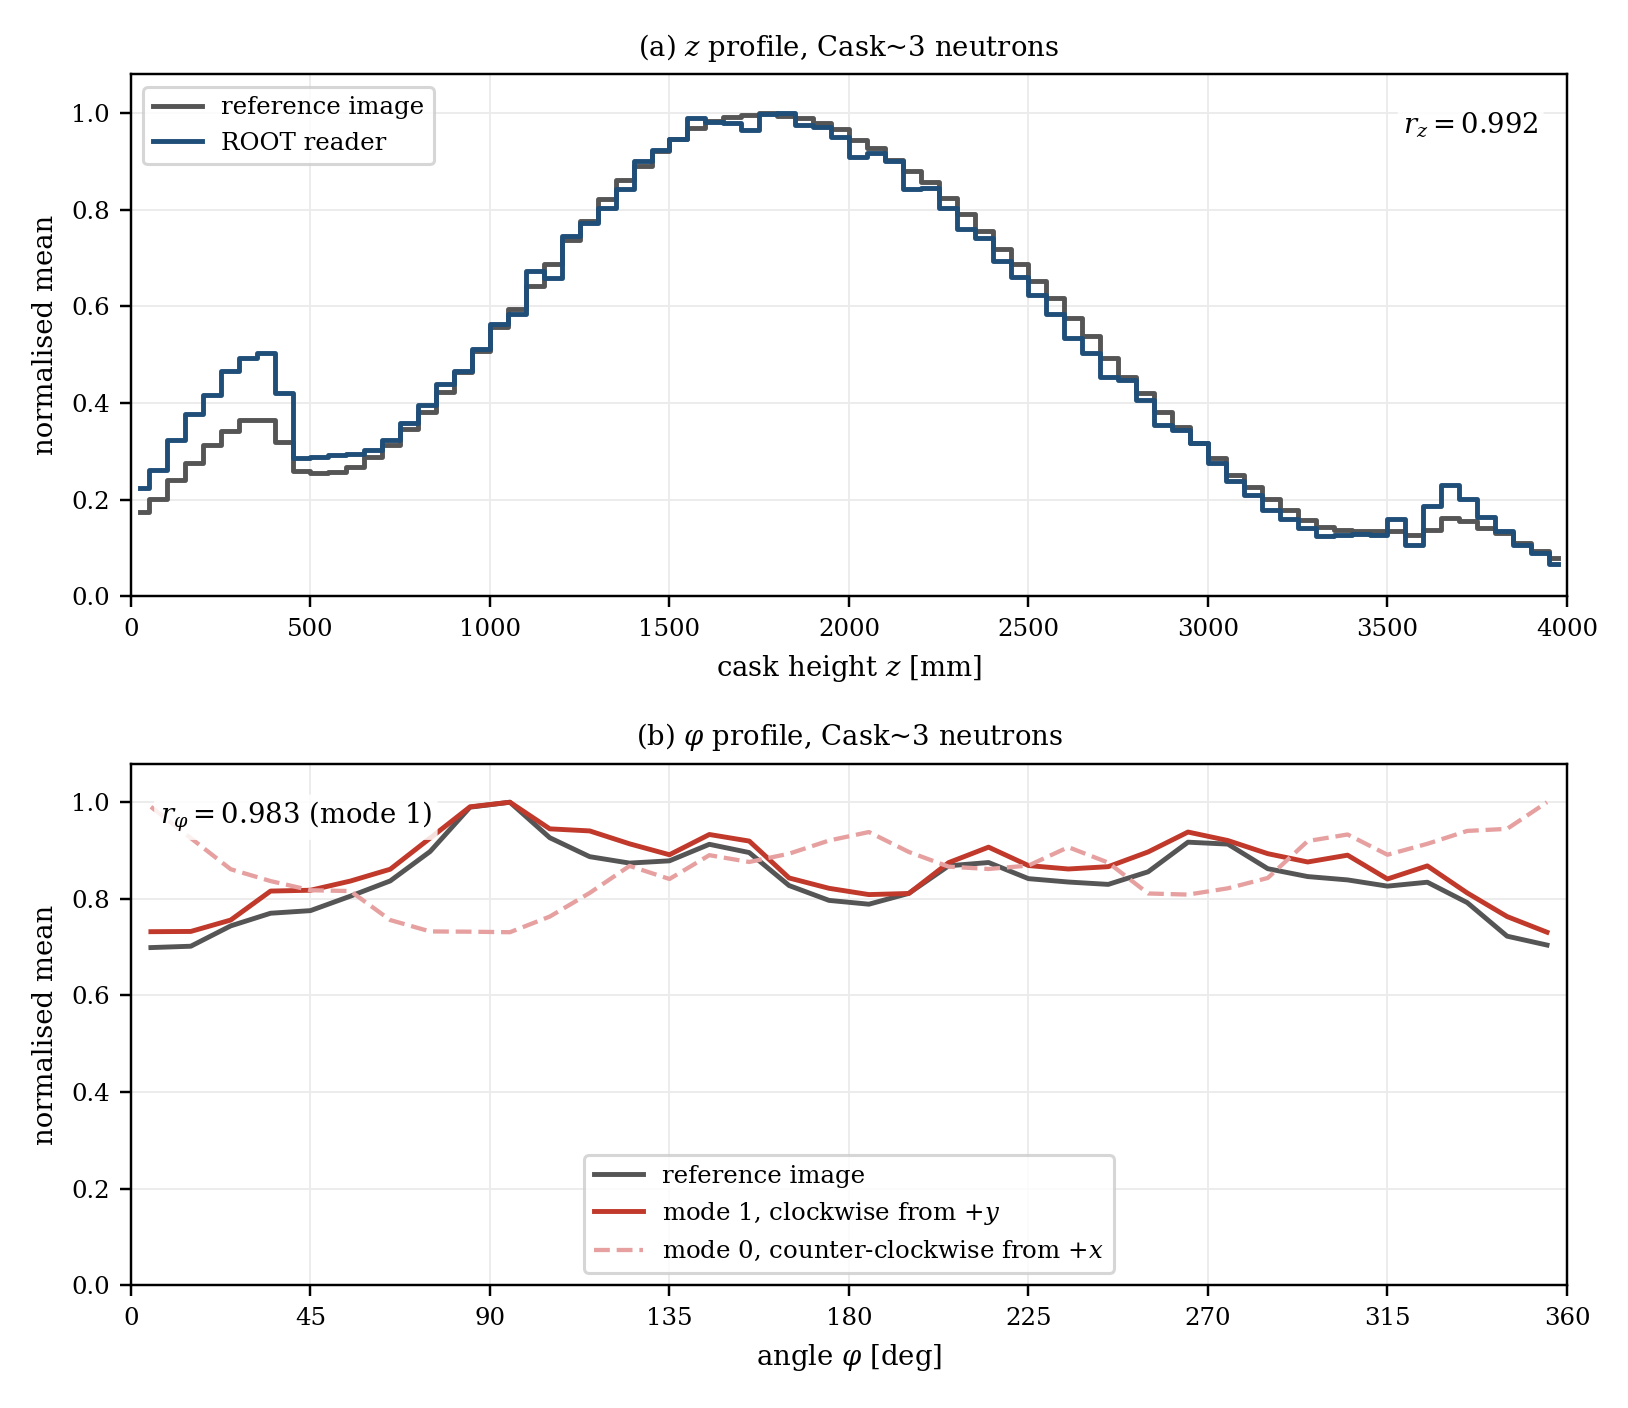 (a) z profile, Cask~3 neutrons
reference image
ROOT reader
r_z = 0.992
normalised mean
1.0
0.8
0.6
0.4
0.2
0.0
0 500 1000 1500 2000 2500 3000 3500 4000
cask height z [mm]
(b) φ profile, Cask~3 neutrons
r_φ = 0.983 (mode 1)
normalised mean
1.0
0.8
0.6
0.4
0.2
0.0
reference image
mode 1, clockwise from +y
mode 0, counter-clockwise from +x
0 45 90 135 180 225 270 315 360
angle φ [deg]